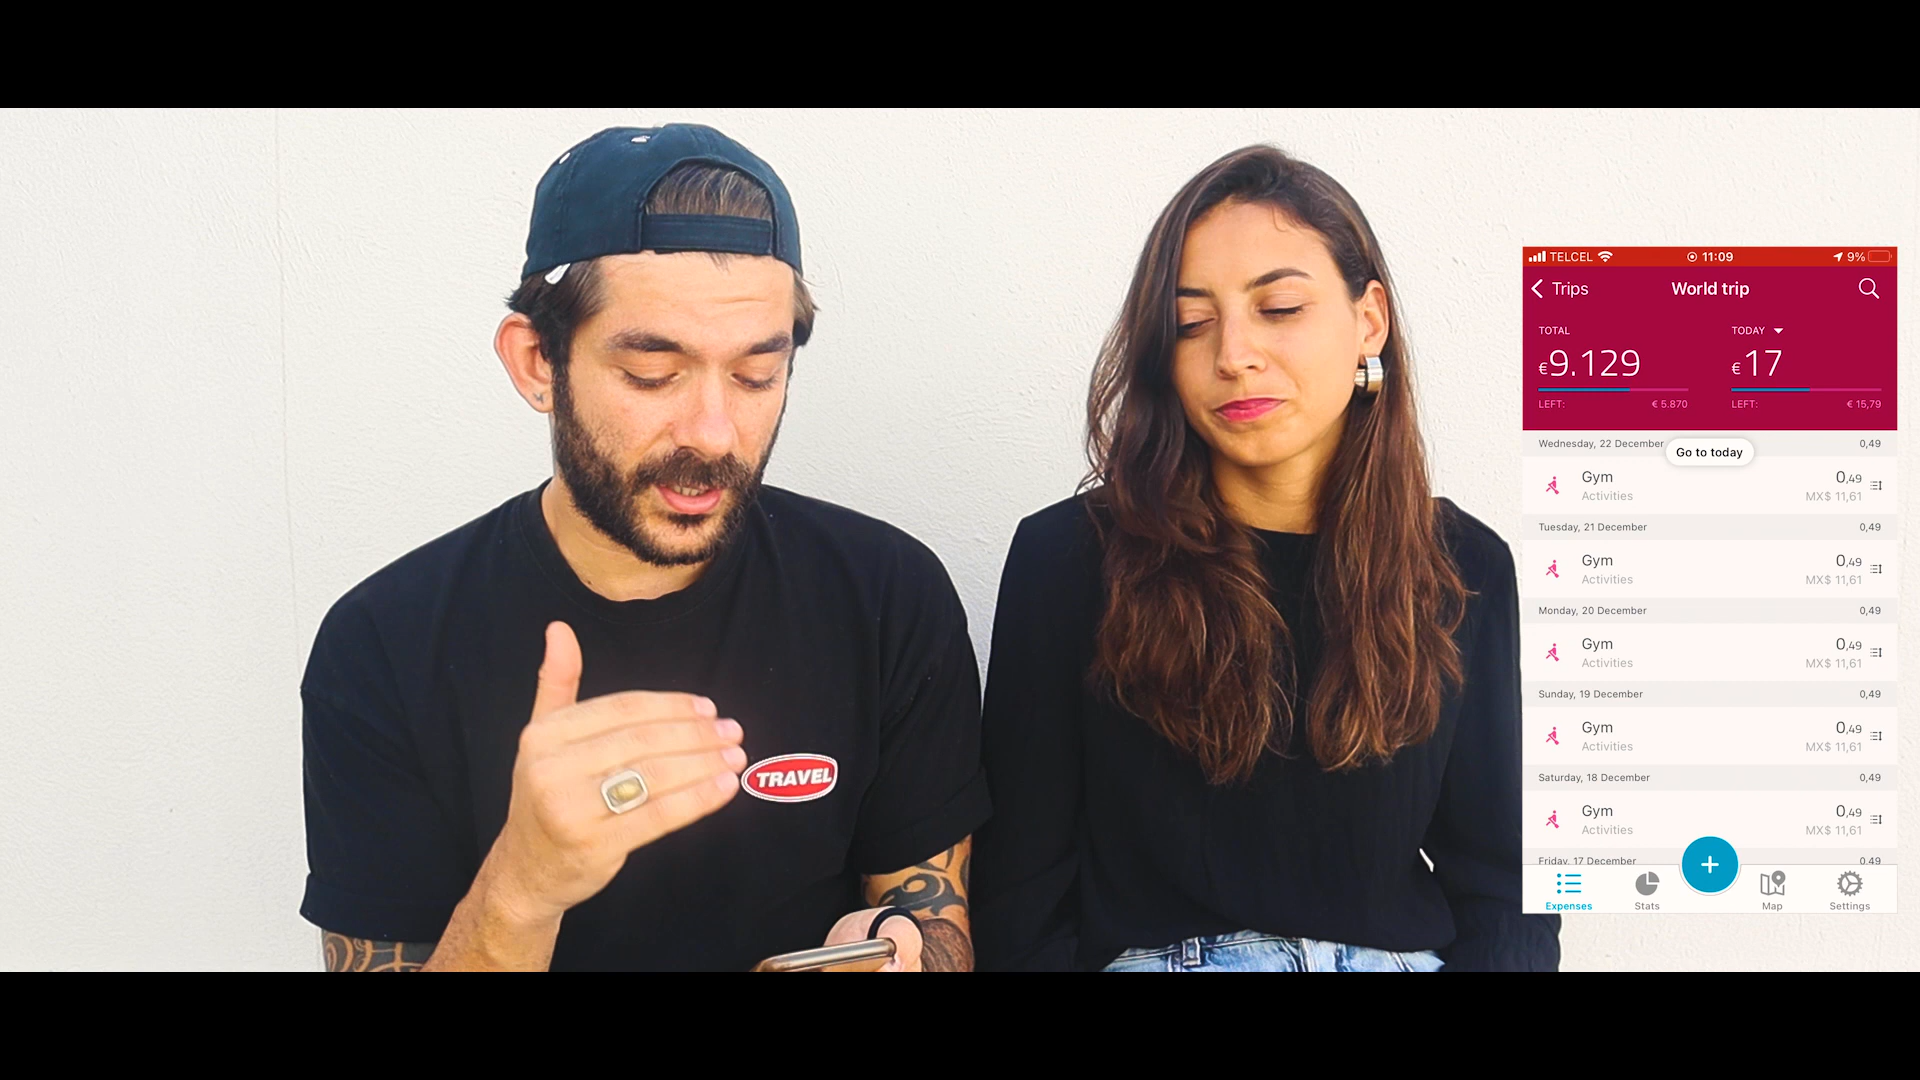 TRAVEL
TELCEL 11:09 9%
Trips World trip
TOTAL TODAY
€9.129 €17
LEFT: € 5.870 LEFT: € 15,79
Wednesday, 22 December 0,49
Go to today
Gym 0,49
Activities MX$ 11,61
Tuesday, 21 December 0,49
Gym 0,49
Activities MX$ 11,61
Monday, 20 December 0,49
Gym 0,49
Activities MX$ 11,61
Sunday, 19 December 0,49
Gym 0,49
Activities MX$ 11,61
Saturday, 18 December 0,49
Gym 0,49
Activities MX$ 11,61
Friday, 17 December 0,49
+
Expenses Stats Map Settings